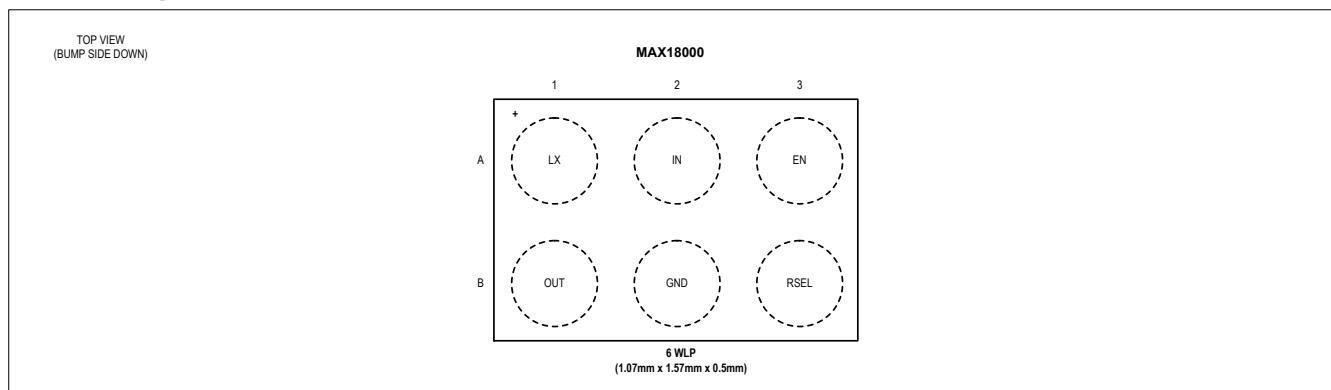 TOP VIEW
(BUMP SIDE DOWN)
MAX18000
1 2 3
+
A LX IN EN
B OUT GND RSEL
6 WLP
(1.07mm x 1.57mm x 0.5mm)